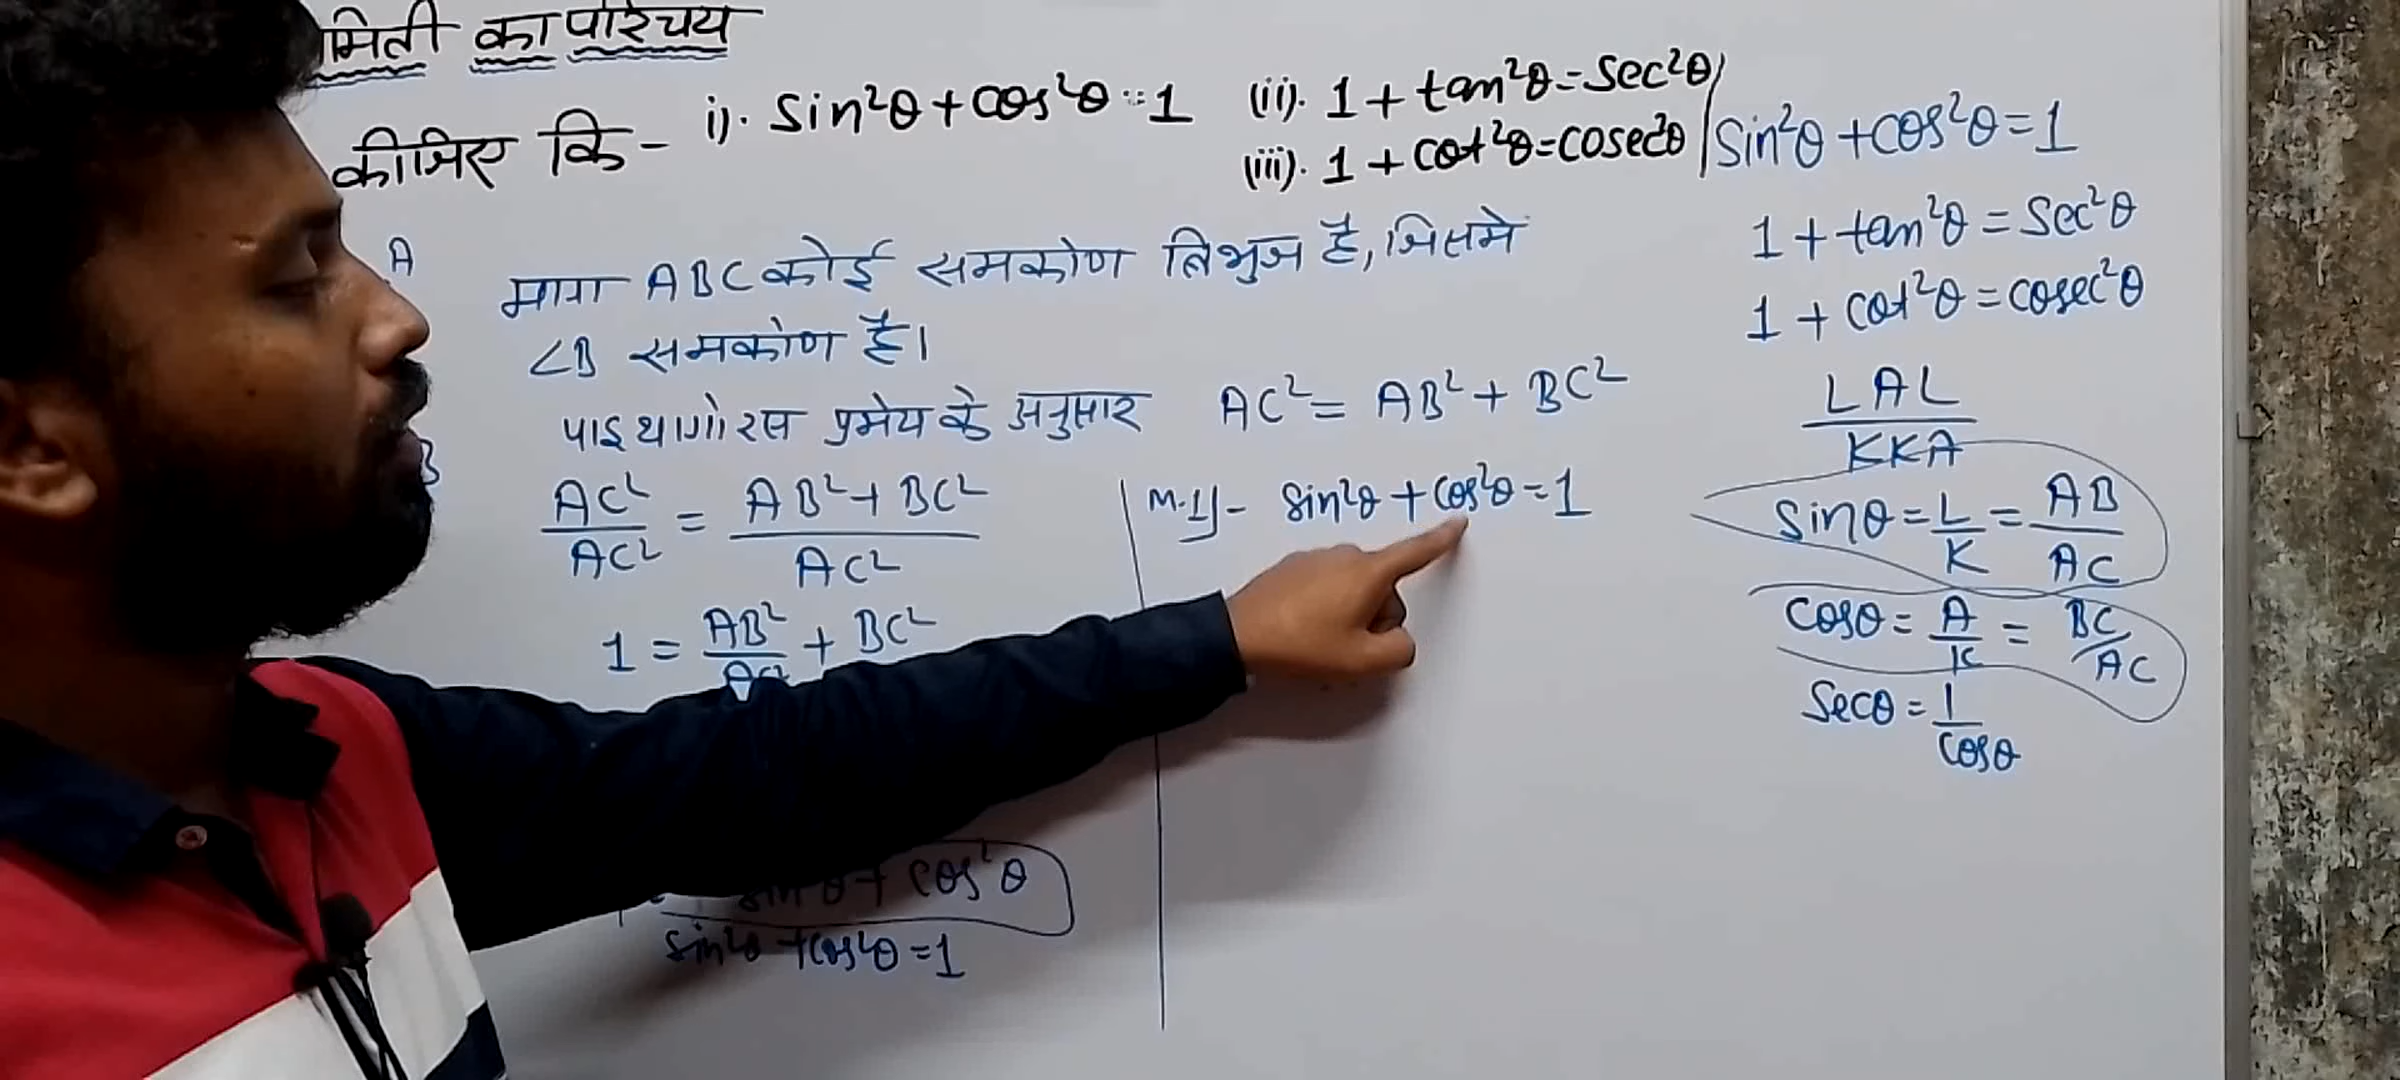 का परिचय
कीजिए कि- i). sin²θ + cos²θ = 1
(ii). 1 + tan²θ = sec²θ
(iii). 1 + cot²θ = cosec²θ
sin²θ + cos²θ = 1
1 + tan²θ = sec²θ
1 + cot²θ = cosec²θ
A
माना ABC कोई समकोण त्रिभुज है, जिसमे
∠B समकोण है।
पाइथागोरस प्रमेय के अनुसार AC² = AB² + BC²
B
AC²/AC² = AB² + BC²/AC²
1 = AB²/AC² + BC²
sin²θ + cos²θ
sin²θ + cos²θ = 1
sin²θ + cos²θ = 1
LAL
KKA
sinθ = L/K = AB/AC
cosθ = A/K = BC/AC
secθ = 1/cosθ